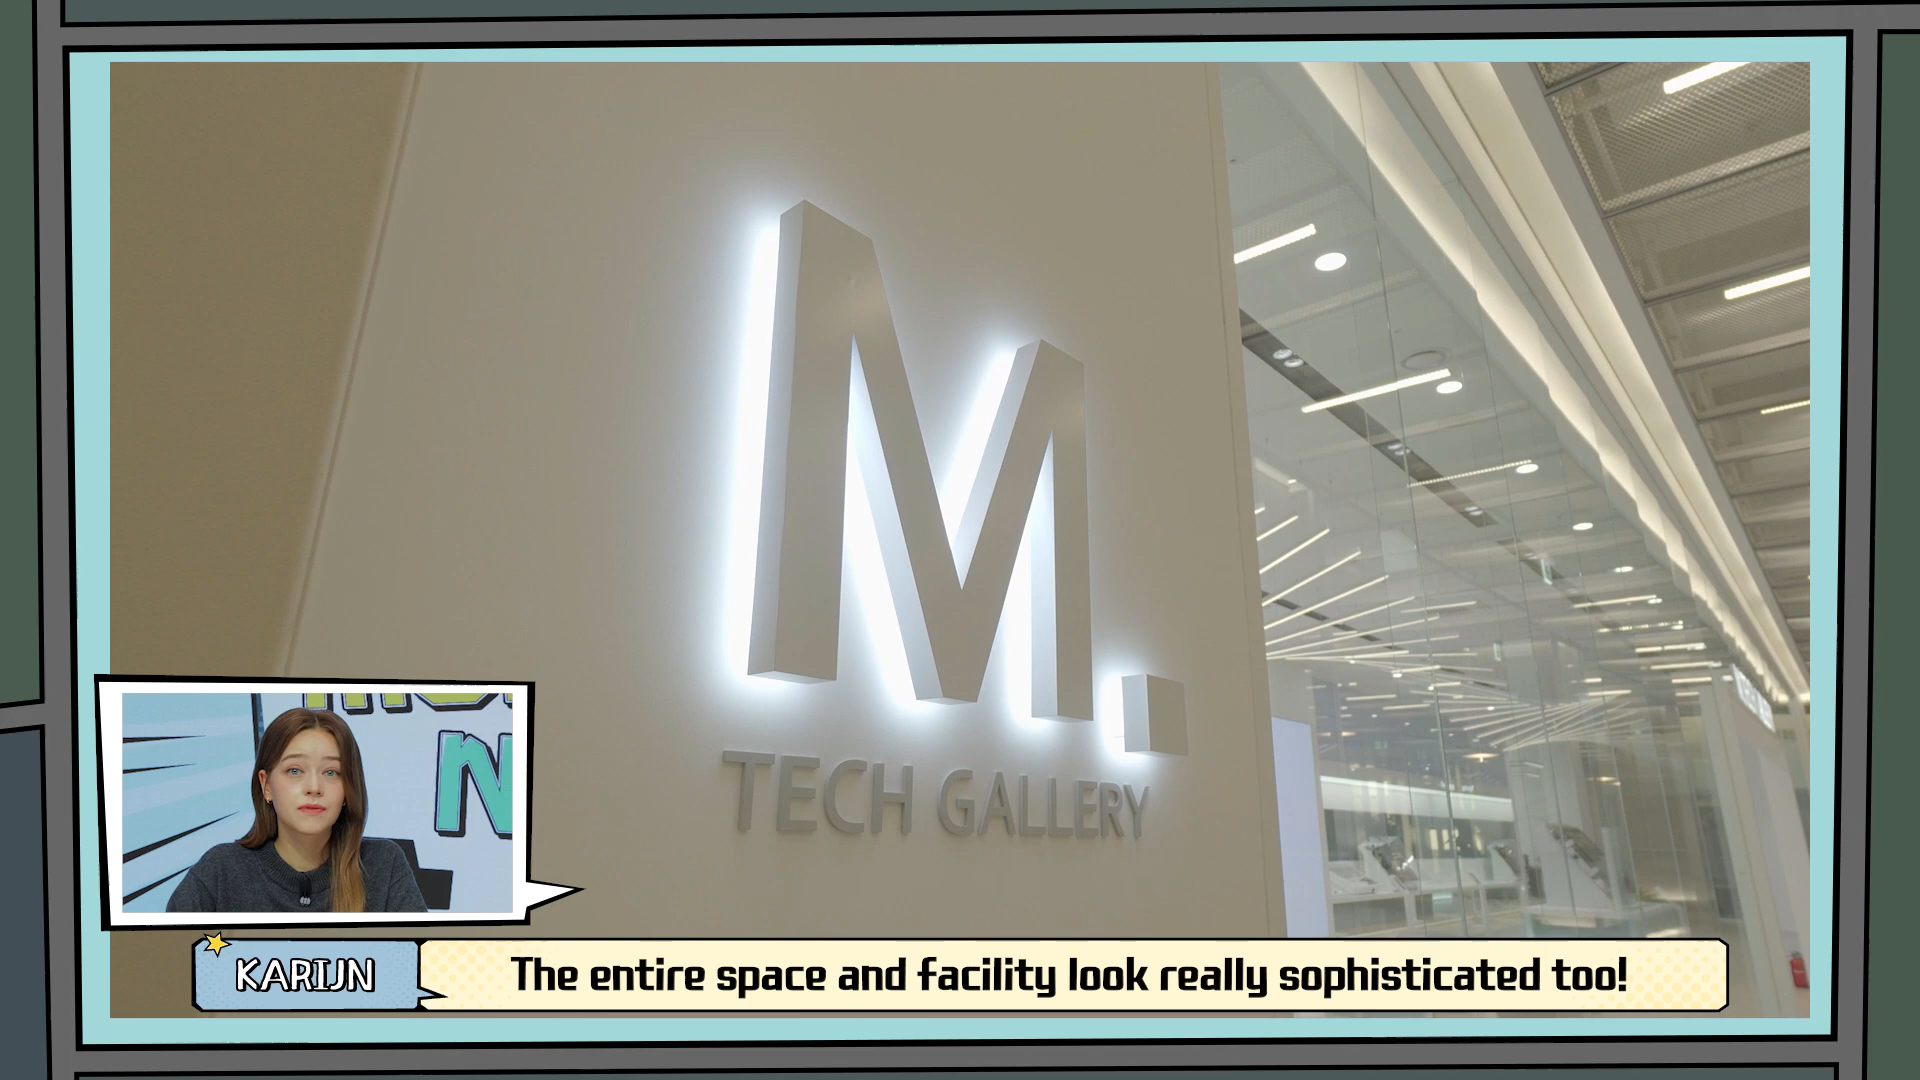 M.
TECH GALLERY
KARIJN
The entire space and facility look really sophisticated too!